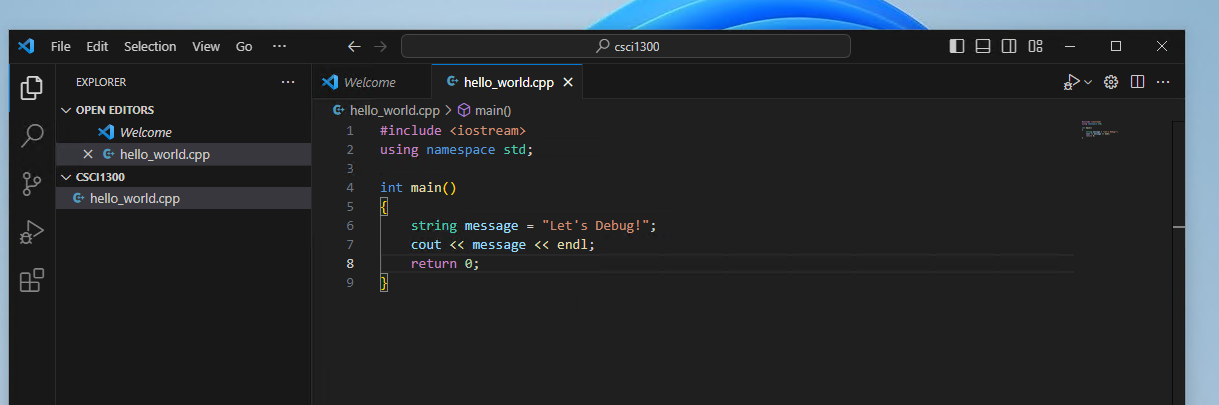 File Edit Selection View Go ··· csci1300
EXPLORER ···
Welcome hello_world.cpp
OPEN EDITORS
Welcome
hello_world.cpp
CSCI1300
hello_world.cpp
hello_world.cpp > main()
1 #include <iostream>
2 using namespace std;
3
4 int main()
5 {
6 string message = "Let's Debug!";
7 cout << message << endl;
8 return 0;
9 }